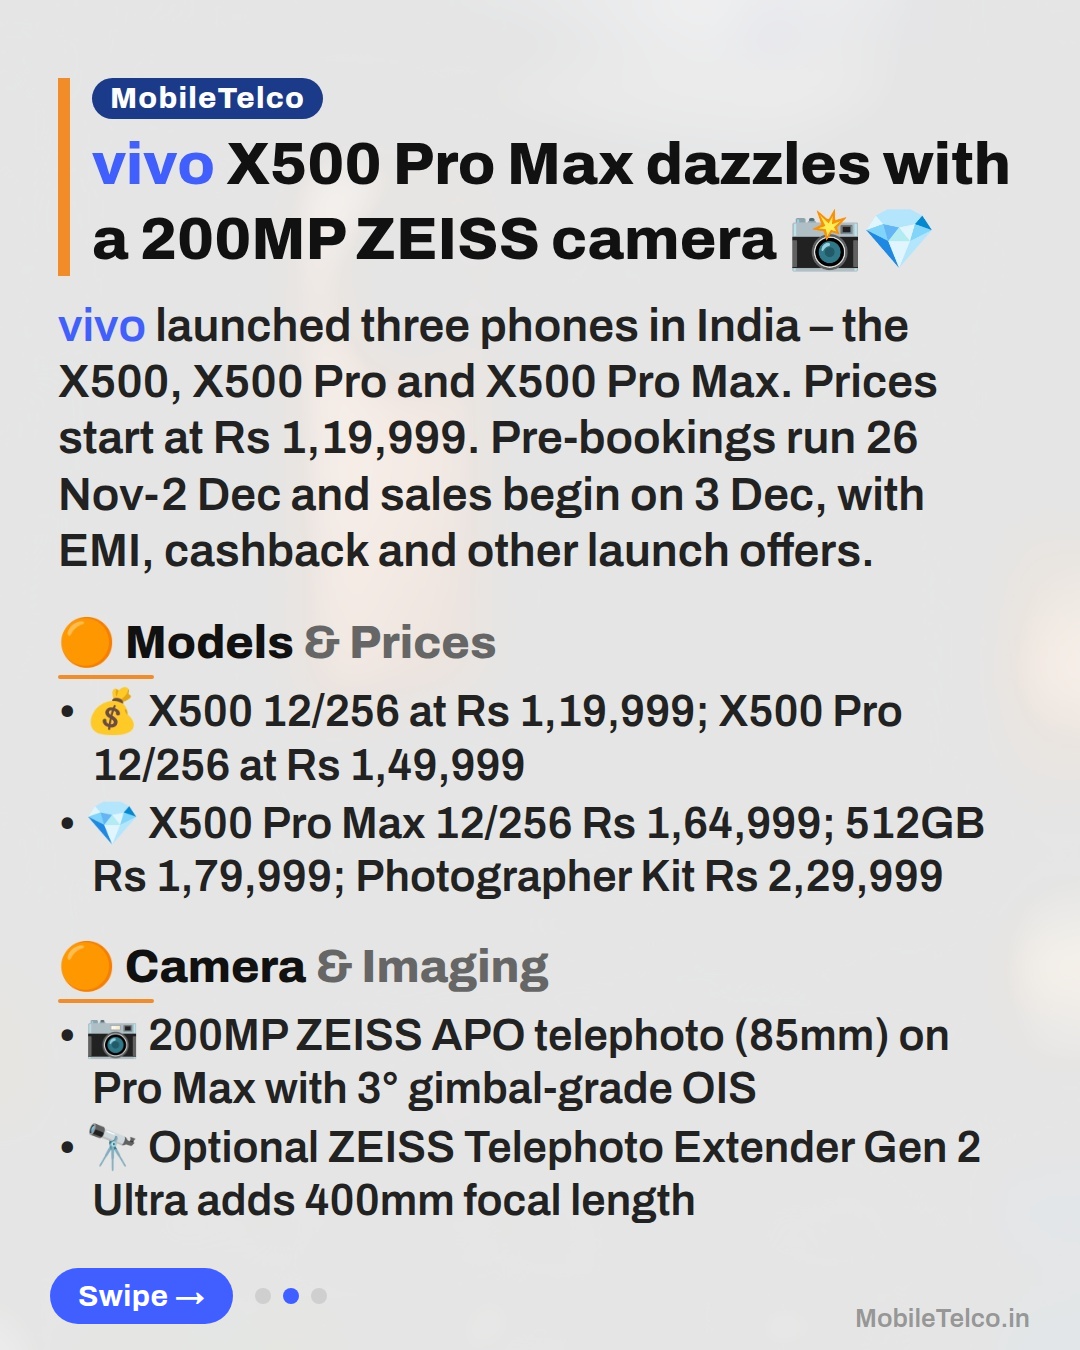 MobileTelco
vivo X500 Pro Max dazzles with
a 200MP ZEISS camera 📸💎
vivo launched three phones in India – the
X500, X500 Pro and X500 Pro Max. Prices
start at Rs 1,19,999. Pre-bookings run 26
Nov-2 Dec and sales begin on 3 Dec, with
EMI, cashback and other launch offers.
🟠 Models & Prices
• 💰 X500 12/256 at Rs 1,19,999; X500 Pro
12/256 at Rs 1,49,999
• 💎 X500 Pro Max 12/256 Rs 1,64,999; 512GB
Rs 1,79,999; Photographer Kit Rs 2,29,999
🟠 Camera & Imaging
• 📷 200MP ZEISS APO telephoto (85mm) on
Pro Max with 3° gimbal-grade OIS
• 🔭 Optional ZEISS Telephoto Extender Gen 2
Ultra adds 400mm focal length
Swipe →
MobileTelco.in